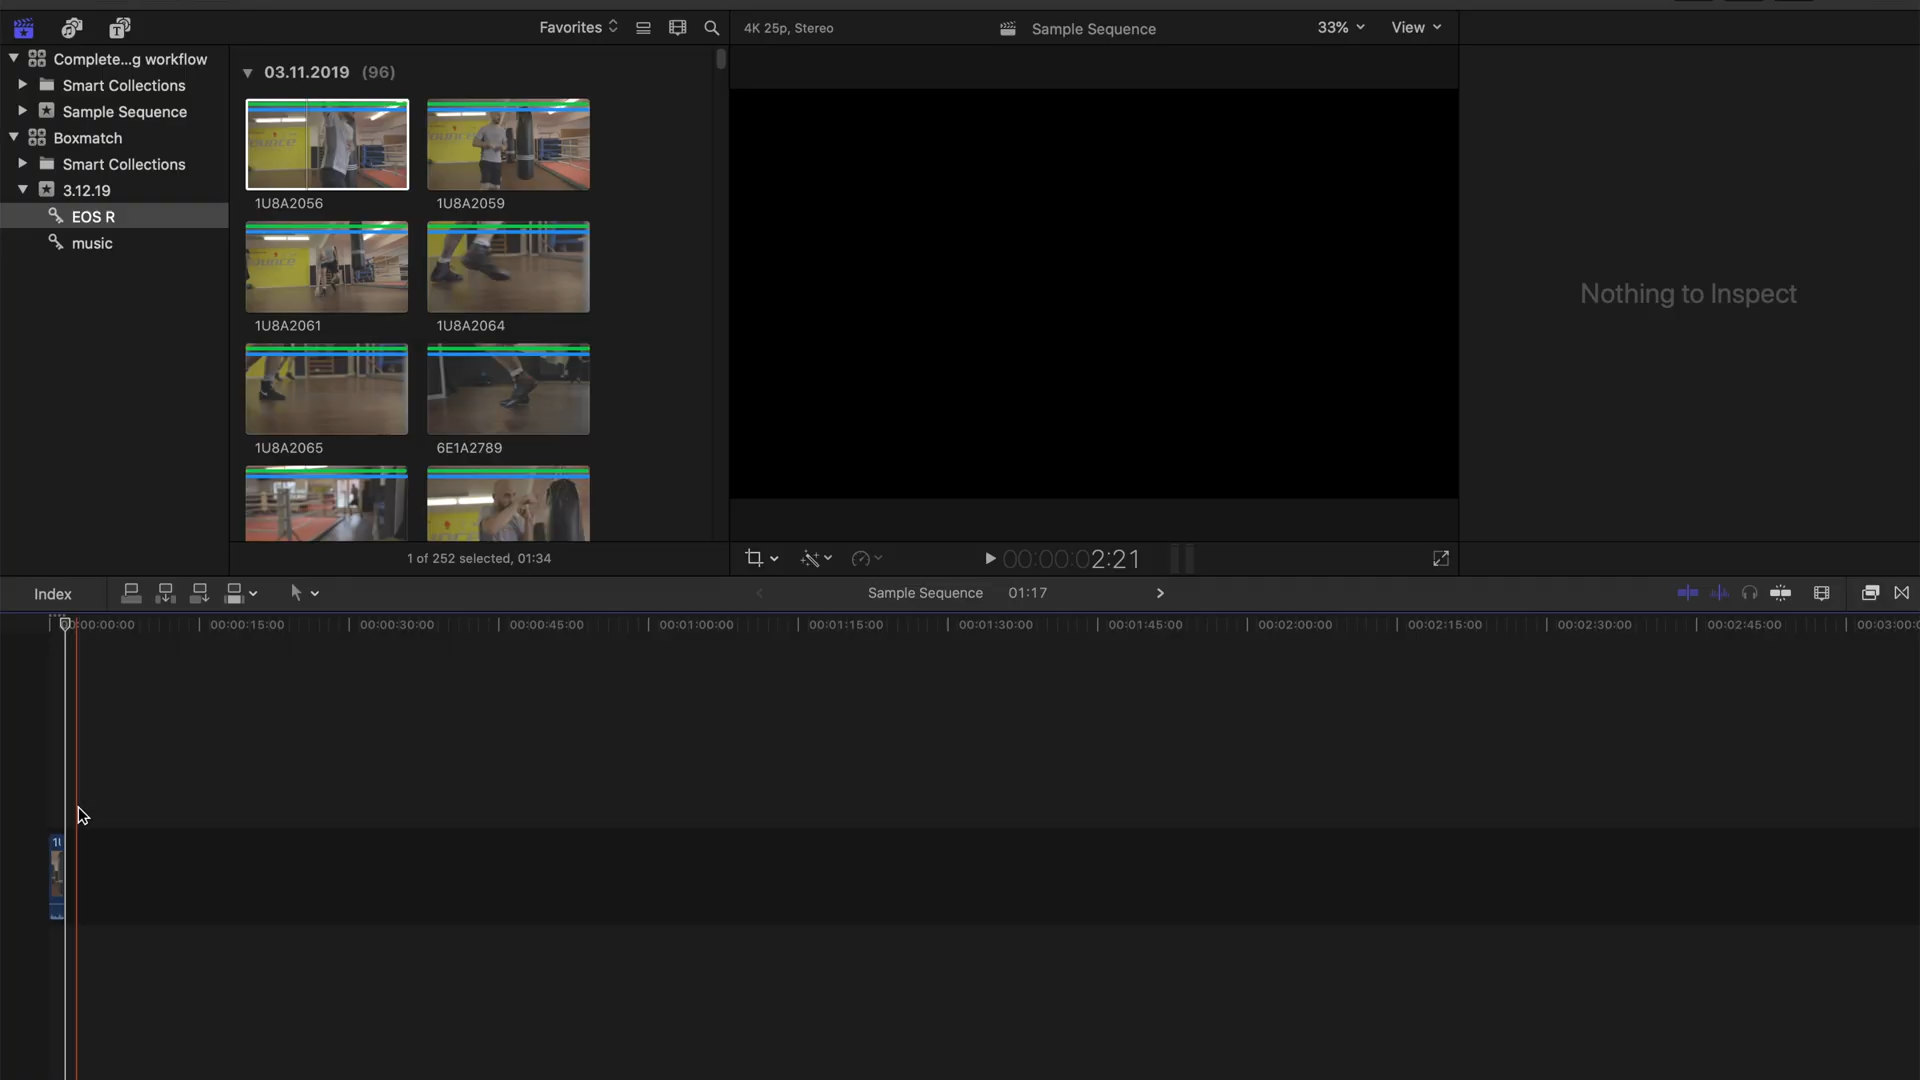 Favorites
4K 25p, Stereo
Sample Sequence
33%
View
Complete...g workflow
Smart Collections
Sample Sequence
Boxmatch
Smart Collections
3.12.19
EOS R
music
03.11.2019 (96)
1U8A2056
1U8A2059
1U8A2061
1U8A2064
1U8A2065
6E1A2789
1 of 252 selected, 01:34
Nothing to Inspect
00:00:02:21
Index
Sample Sequence
01:17
00:00:15:00
00:00:30:00
00:00:45:00
00:01:00:00
00:01:15:00
00:01:30:00
00:01:45:00
00:02:00:00
00:02:15:00
00:02:30:00
00:02:45:00